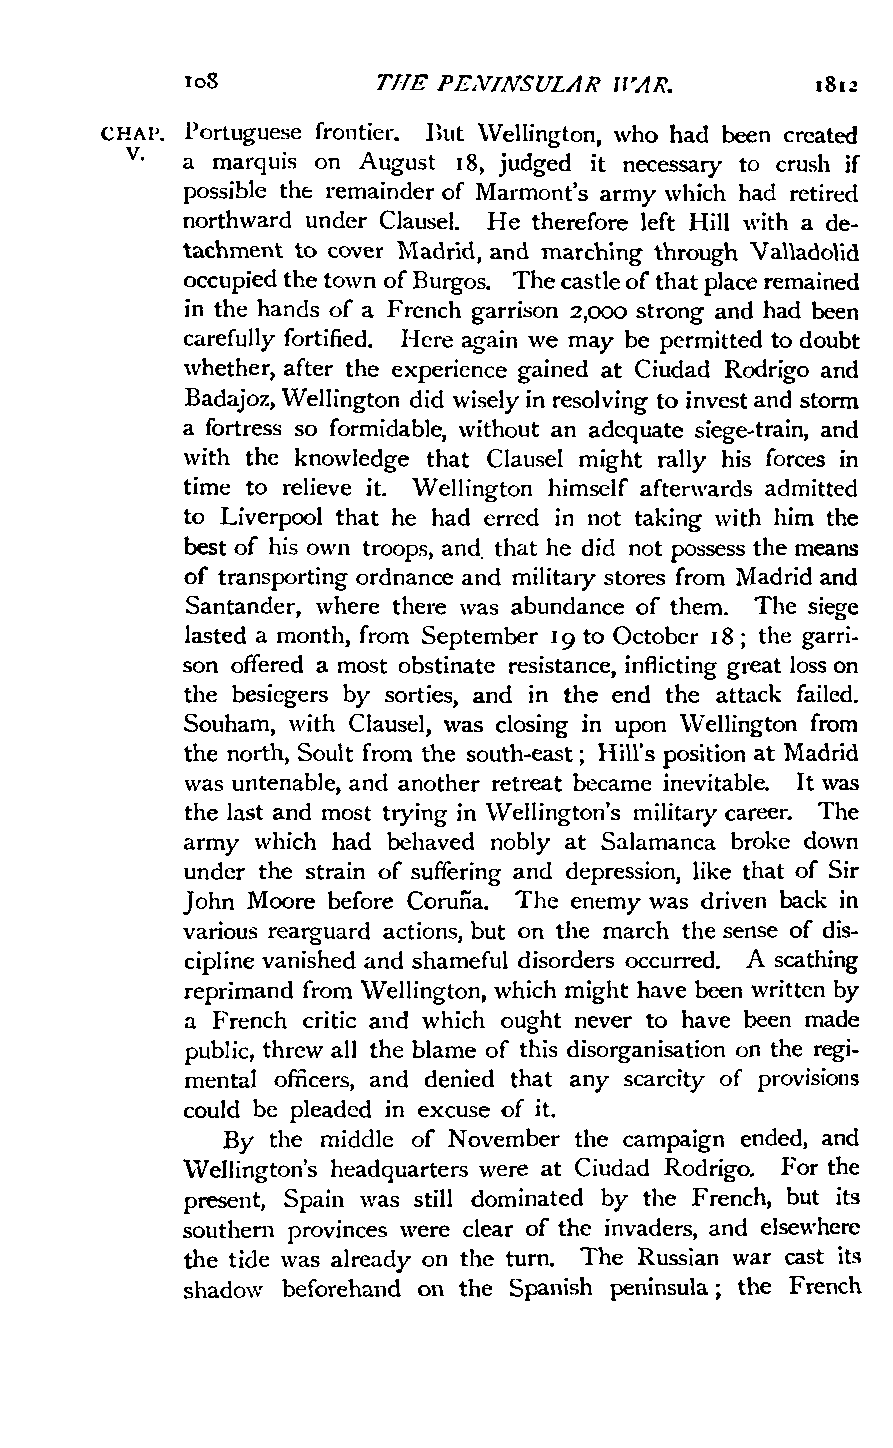 108 THE PENINSULAR WAR. 1812
CHAP. V.
Portuguese frontier. But Wellington, who had been created
a marquis on August 18, judged it necessary to crush if
possible the remainder of Marmont's army which had retired
northward under Clausel. He therefore left Hill with a de-
tachment to cover Madrid, and marching through Valladolid
occupied the town of Burgos. The castle of that place remained
in the hands of a French garrison 2,000 strong and had been
carefully fortified. Here again we may be permitted to doubt
whether, after the experience gained at Ciudad Rodrigo and
Badajoz, Wellington did wisely in resolving to invest and storm
a fortress so formidable, without an adequate siege-train, and
with the knowledge that Clausel might rally his forces in
time to relieve it. Wellington himself afterwards admitted
to Liverpool that he had erred in not taking with him the
best of his own troops, and that he did not possess the means
of transporting ordnance and military stores from Madrid and
Santander, where there was abundance of them. The siege
lasted a month, from September 19 to October 18; the garri-
son offered a most obstinate resistance, inflicting great loss on
the besiegers by sorties, and in the end the attack failed.
Souham, with Clausel, was closing in upon Wellington from
the north, Soult from the south-east; Hill's position at Madrid
was untenable, and another retreat became inevitable. It was
the last and most trying in Wellington's military career. The
army which had behaved nobly at Salamanca broke down
under the strain of suffering and depression, like that of Sir
John Moore before Coruña. The enemy was driven back in
various rearguard actions, but on the march the sense of dis-
cipline vanished and shameful disorders occurred. A scathing
reprimand from Wellington, which might have been written by
a French critic and which ought never to have been made
public, threw all the blame of this disorganisation on the regi-
mental officers, and denied that any scarcity of provisions
could be pleaded in excuse of it.
By the middle of November the campaign ended, and
Wellington's headquarters were at Ciudad Rodrigo. For the
present, Spain was still dominated by the French, but its
southern provinces were clear of the invaders, and elsewhere
the tide was already on the turn. The Russian war cast its
shadow beforehand on the Spanish peninsula; the French